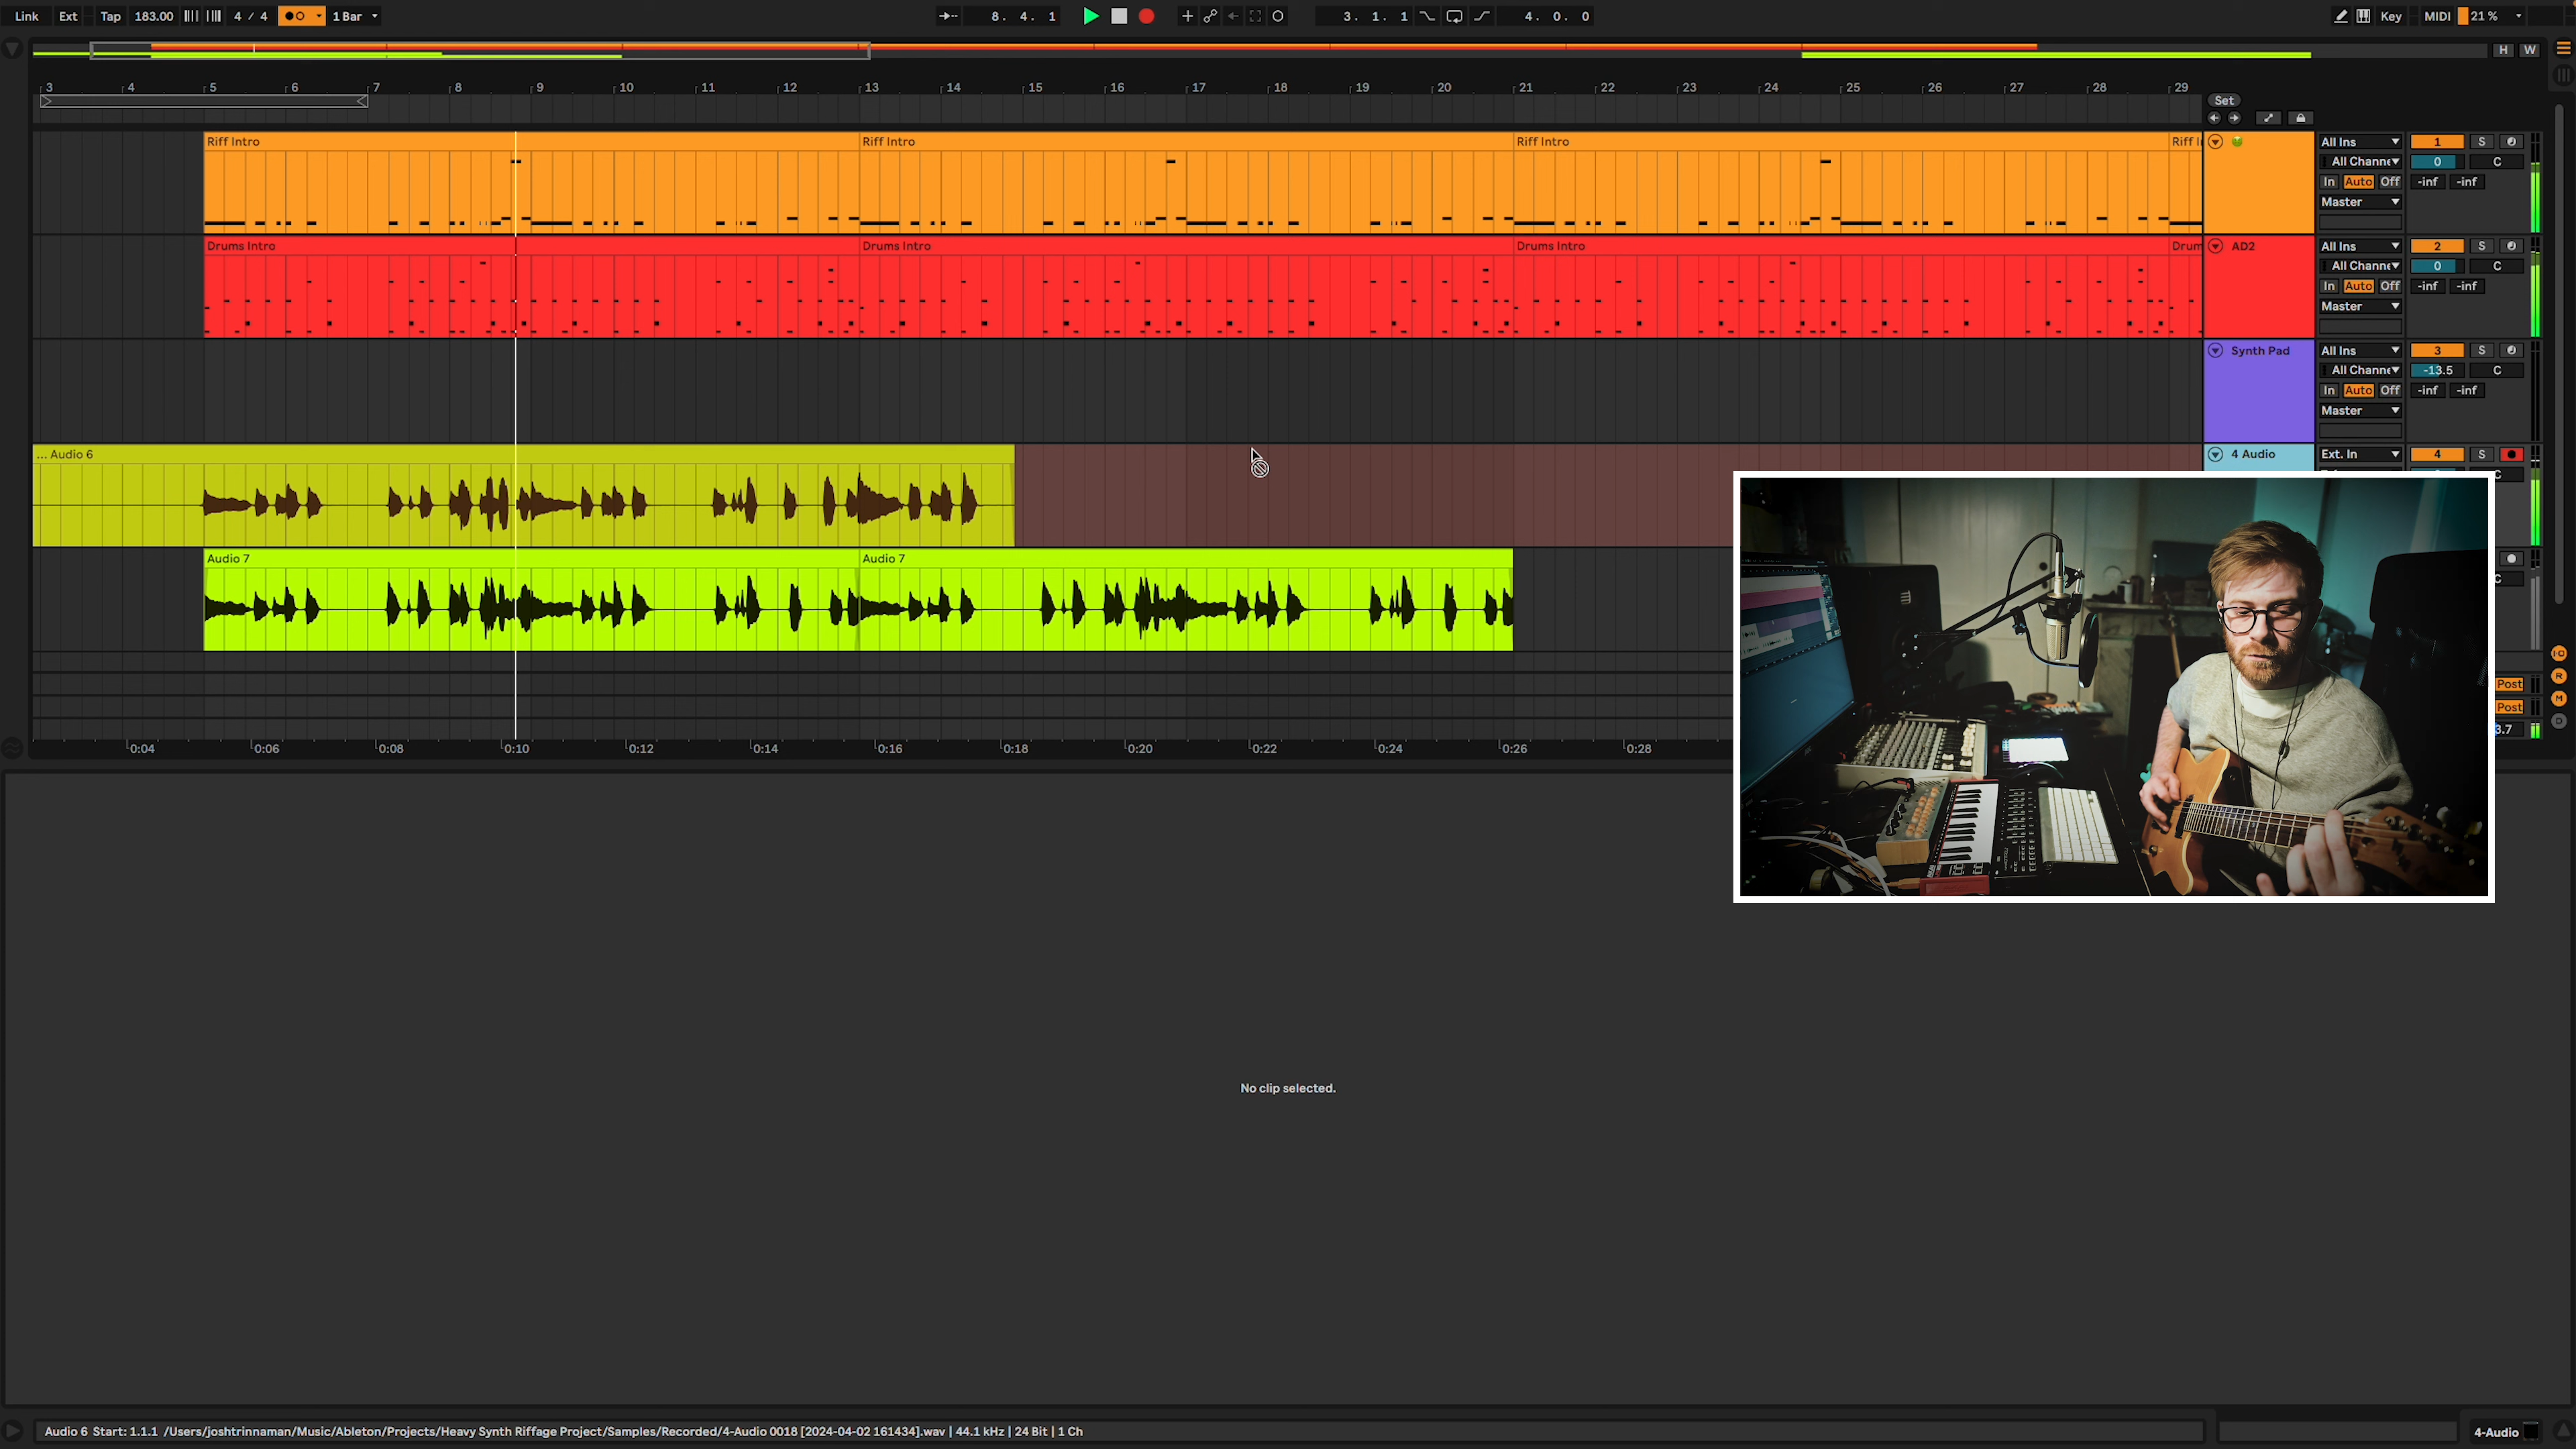 Link Ext Tap 183.00 4 / 4 1 Bar 8. 4. 1 3. 1. 1 4. 0. 0 Key MIDI 21 %
H W
3 4 5 6 7 8 9 10 11 12 13 14 15 16 17 18 19 20 21 22 23 24 25 26 27 28 29
Set
Riff Intro Riff Intro Riff Intro Riff I All Ins 1 S
All Channe 0 C
In Auto Off -inf -inf
Master
Drums Intro Drums Intro Drums Intro Drum AD2 All Ins 2 S
All Channe 0 C
In Auto Off -inf -inf
Master
Synth Pad All Ins 3 S
All Channe -13.5 C
In Auto Off -inf -inf
Master
... Audio 6 4 Audio Ext. In 4 S
C
Audio 7 Audio 7
C
I·O
R
Post
M
Post
D
3.7
0:04 0:06 0:08 0:10 0:12 0:14 0:16 0:18 0:20 0:22 0:24 0:26 0:28
No clip selected.
Audio 6 Start: 1.1.1 /Users/joshtrinnaman/Music/Ableton/Projects/Heavy Synth Riffage Project/Samples/Recorded/4-Audio 0018 [2024-04-02 161434].wav | 44.1 kHz | 24 Bit | 1 Ch
4-Audio